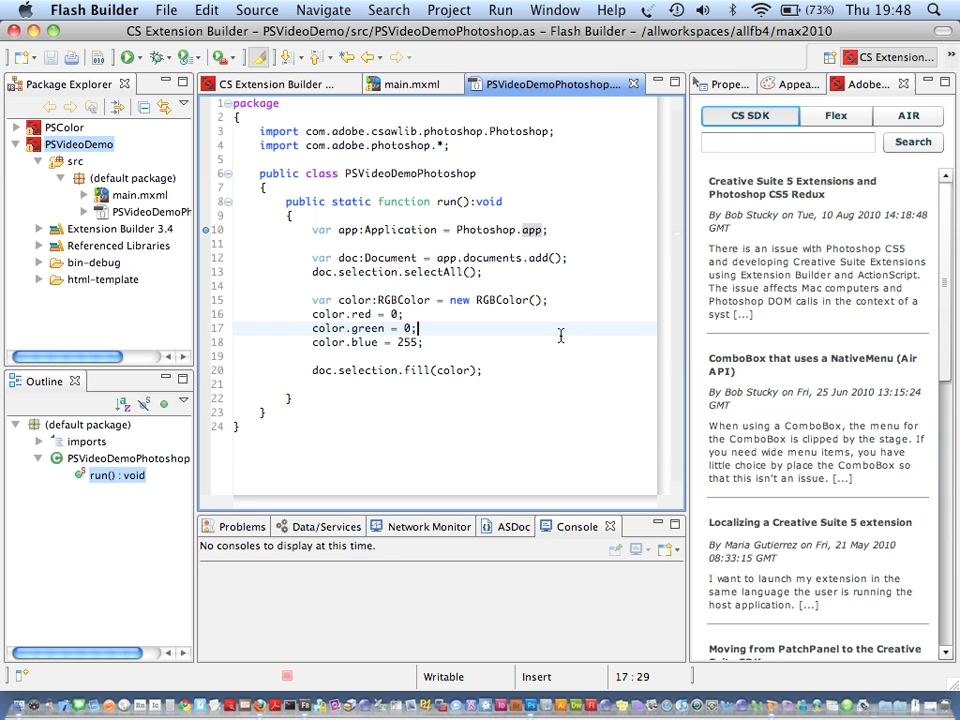 Flash Builder File Edit Source Navigate Search Project Run Window Help (73%) Thu 19:48
CS Extension Builder - PSVideoDemo/src/PSVideoDemoPhotoshop.as - Flash Builder - /allworkspaces/allfb4/max2010
CS Extension... »
Package Explorer
PSColor
PSVideoDemo
src
(default package)
main.mxml
PSVideoDemoPh
Extension Builder 3.4
Referenced Libraries
bin-debug
html-template
Outline
(default package)
imports
PSVideoDemoPhotoshop
run() : void
CS Extension Builder ... main.mxml PSVideoDemoPhotoshop....
1 package
2 {
3 import com.adobe.csawlib.photoshop.Photoshop;
4 import com.adobe.photoshop.*;
5
6 public class PSVideoDemoPhotoshop
7 {
8 public static function run():void
9 {
10 var app:Application = Photoshop.app;
11
12 var doc:Document = app.documents.add();
13 doc.selection.selectAll();
14
15 var color:RGBColor = new RGBColor();
16 color.red = 0;
17 color.green = 0;
18 color.blue = 255;
19
20 doc.selection.fill(color);
21
22 }
23 }
24 }
Problems Data/Services Network Monitor ASDoc Console
No consoles to display at this time.
Prope... Appea... Adobe...
CS SDK Flex AIR
Search
Creative Suite 5 Extensions and
Photoshop CS5 Redux
By Bob Stucky on Tue, 10 Aug 2010 14:18:48
GMT
There is an issue with Photoshop CS5
and developing Creative Suite Extensions
using Extension Builder and ActionScript.
The issue affects Mac computers and
Photoshop DOM calls in the context of a
syst [...]
ComboBox that uses a NativeMenu (Air
API)
By Bob Stucky on Fri, 25 Jun 2010 13:15:24
GMT
When using a ComboBox, the menu for
the ComboBox is clipped by the stage. If
you need wide menu items, you have
little choice by place the ComboBox so
that this isn't an issue. [...]
Localizing a Creative Suite 5 extension
By Maria Gutierrez on Fri, 21 May 2010
08:33:15 GMT
I want to launch my extension in the
same language the user is running the
host application. [...]
Moving from PatchPanel to the Creative
Writable Insert 17 : 29